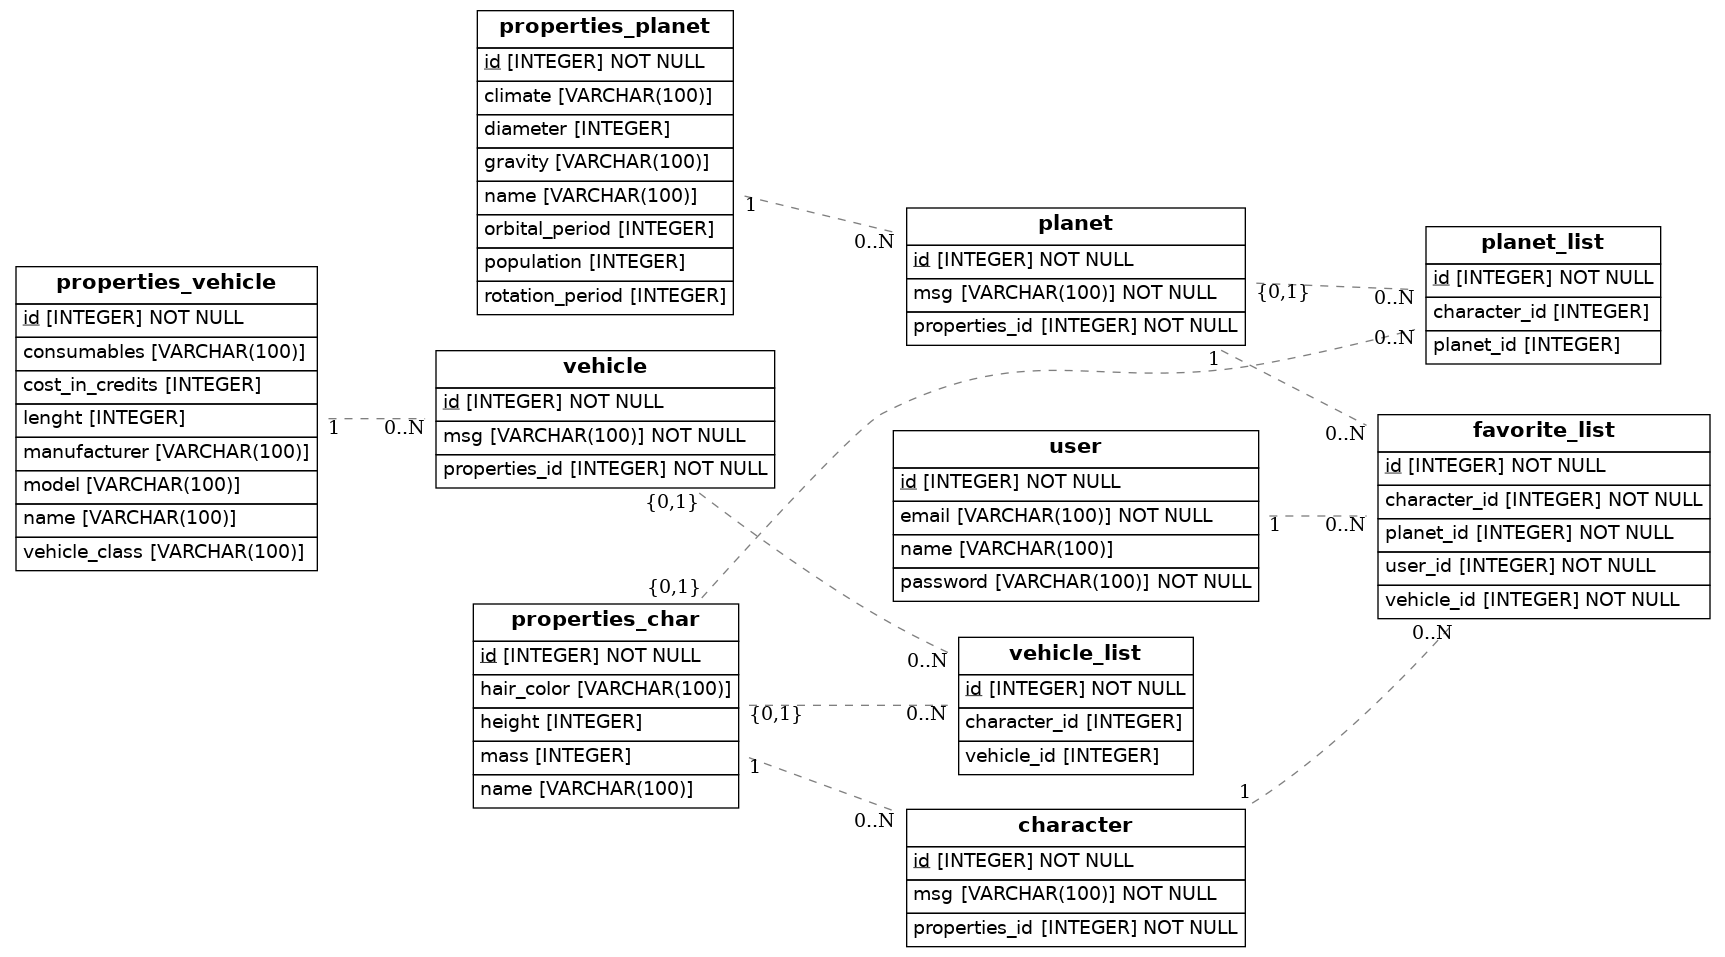 properties_planet
id [INTEGER] NOT NULL
climate [VARCHAR(100)]
diameter [INTEGER]
gravity [VARCHAR(100)]
name [VARCHAR(100)]
orbital_period [INTEGER]
population [INTEGER]
rotation_period [INTEGER]
1
0..N
planet
id [INTEGER] NOT NULL
msg [VARCHAR(100)] NOT NULL
properties_id [INTEGER] NOT NULL
{0,1}
0..N
0..N
1
0..N
planet_list
id [INTEGER] NOT NULL
character_id [INTEGER]
planet_id [INTEGER]
properties_vehicle
id [INTEGER] NOT NULL
consumables [VARCHAR(100)]
cost_in_credits [INTEGER]
lenght [INTEGER]
manufacturer [VARCHAR(100)]
model [VARCHAR(100)]
name [VARCHAR(100)]
vehicle_class [VARCHAR(100)]
1
0..N
vehicle
id [INTEGER] NOT NULL
msg [VARCHAR(100)] NOT NULL
properties_id [INTEGER] NOT NULL
{0,1}
user
id [INTEGER] NOT NULL
email [VARCHAR(100)] NOT NULL
name [VARCHAR(100)]
password [VARCHAR(100)] NOT NULL
1
0..N
favorite_list
id [INTEGER] NOT NULL
character_id [INTEGER] NOT NULL
planet_id [INTEGER] NOT NULL
user_id [INTEGER] NOT NULL
vehicle_id [INTEGER] NOT NULL
0..N
{0,1}
properties_char
id [INTEGER] NOT NULL
hair_color [VARCHAR(100)]
height [INTEGER]
mass [INTEGER]
name [VARCHAR(100)]
{0,1}
1
0..N
0..N
0..N
vehicle_list
id [INTEGER] NOT NULL
character_id [INTEGER]
vehicle_id [INTEGER]
1
character
id [INTEGER] NOT NULL
msg [VARCHAR(100)] NOT NULL
properties_id [INTEGER] NOT NULL